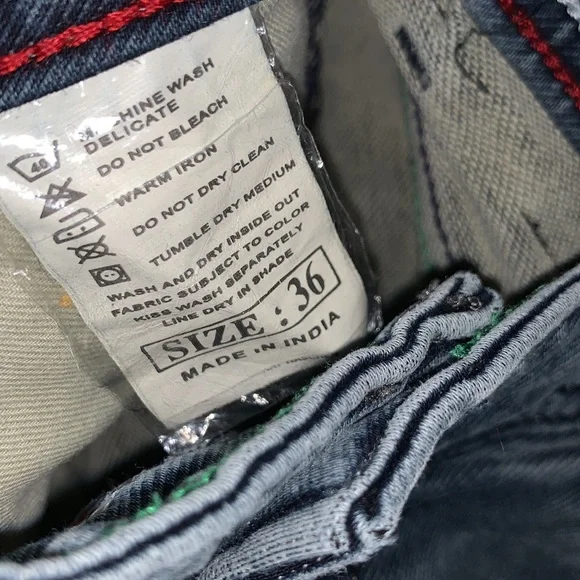 MACHINE WASH
DELICATE
DO NOT BLEACH
WARM IRON
DO NOT DRY CLEAN
TUMBLE DRY MEDIUM
WASH AND DRY INSIDE OUT
FABRIC SUBJECT TO COLOR
KISS WASH SEPARATELY
LINE DRY IN SHADE
SIZE : 36
MADE IN INDIA